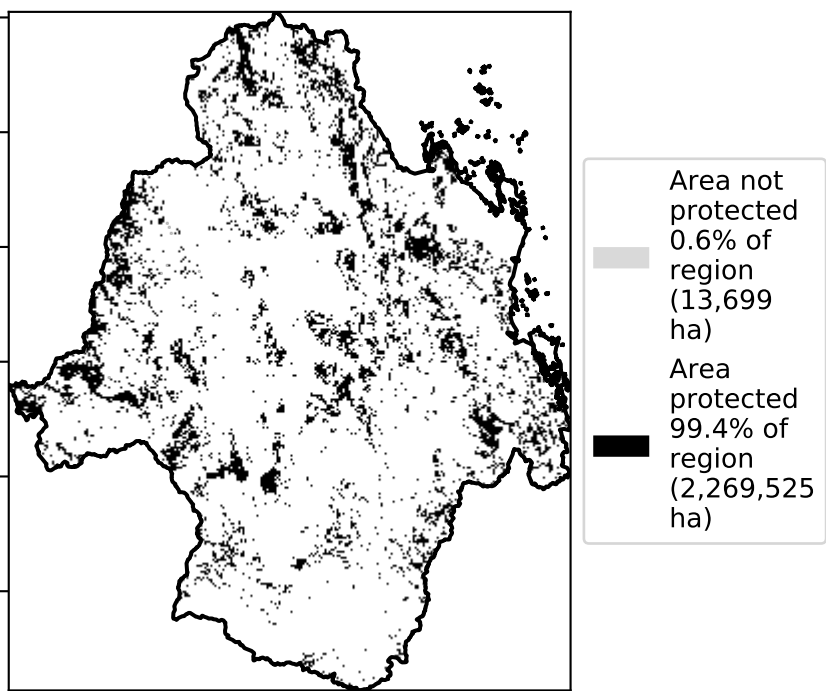 Area not
protected
0.6% of
region
(13,699
ha)
Area
protected
99.4% of
region
(2,269,525
ha)